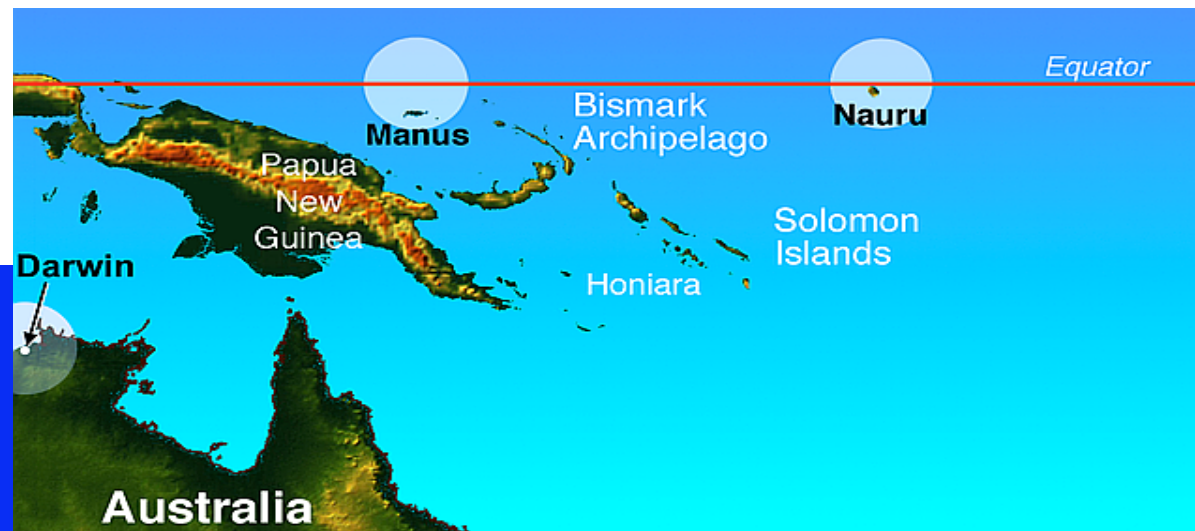 Equator
Bismark
Archipelago
Manus
Nauru
Papua
New
Guinea
Solomon
Islands
Darwin
Honiara
Australia